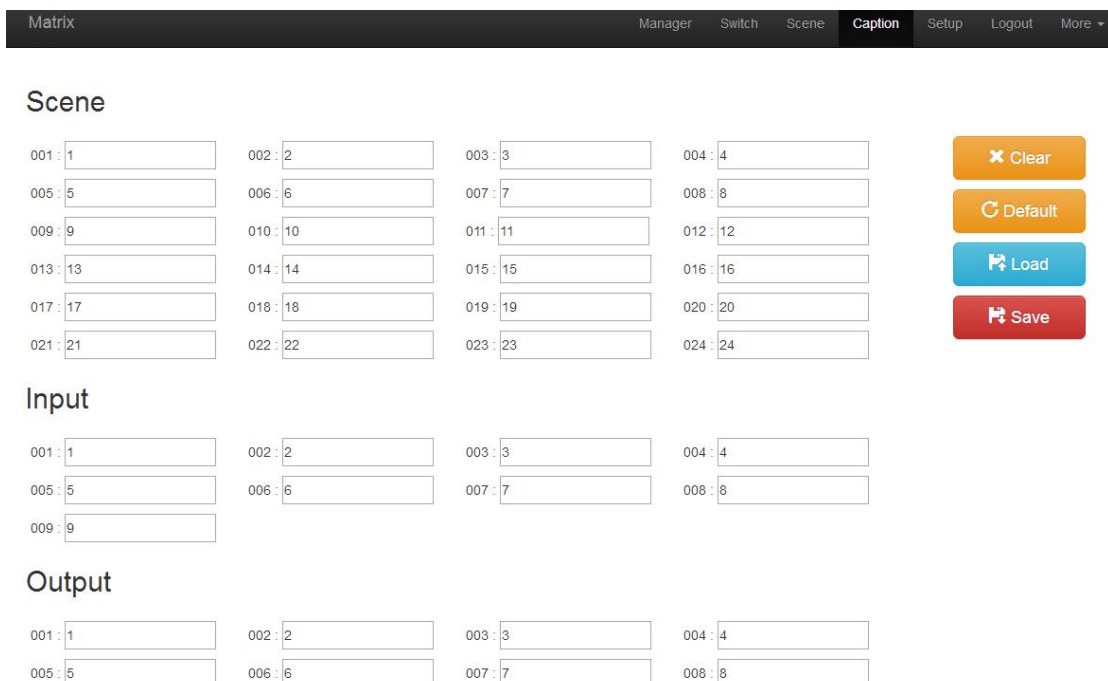 Matrix Manager Switch Scene Caption Setup Logout More
Scene
001 : 1 002 : 2 003 : 3 004 : 4
005 : 5 006 : 6 007 : 7 008 : 8
009 : 9 010 : 10 011 : 11 012 : 12
013 : 13 014 : 14 015 : 15 016 : 16
017 : 17 018 : 18 019 : 19 020 : 20
021 : 21 022 : 22 023 : 23 024 : 24
Clear
Default
Load
Save
Input
001 : 1 002 : 2 003 : 3 004 : 4
005 : 5 006 : 6 007 : 7 008 : 8
009 : 9
Output
001 : 1 002 : 2 003 : 3 004 : 4
005 : 5 006 : 6 007 : 7 008 : 8